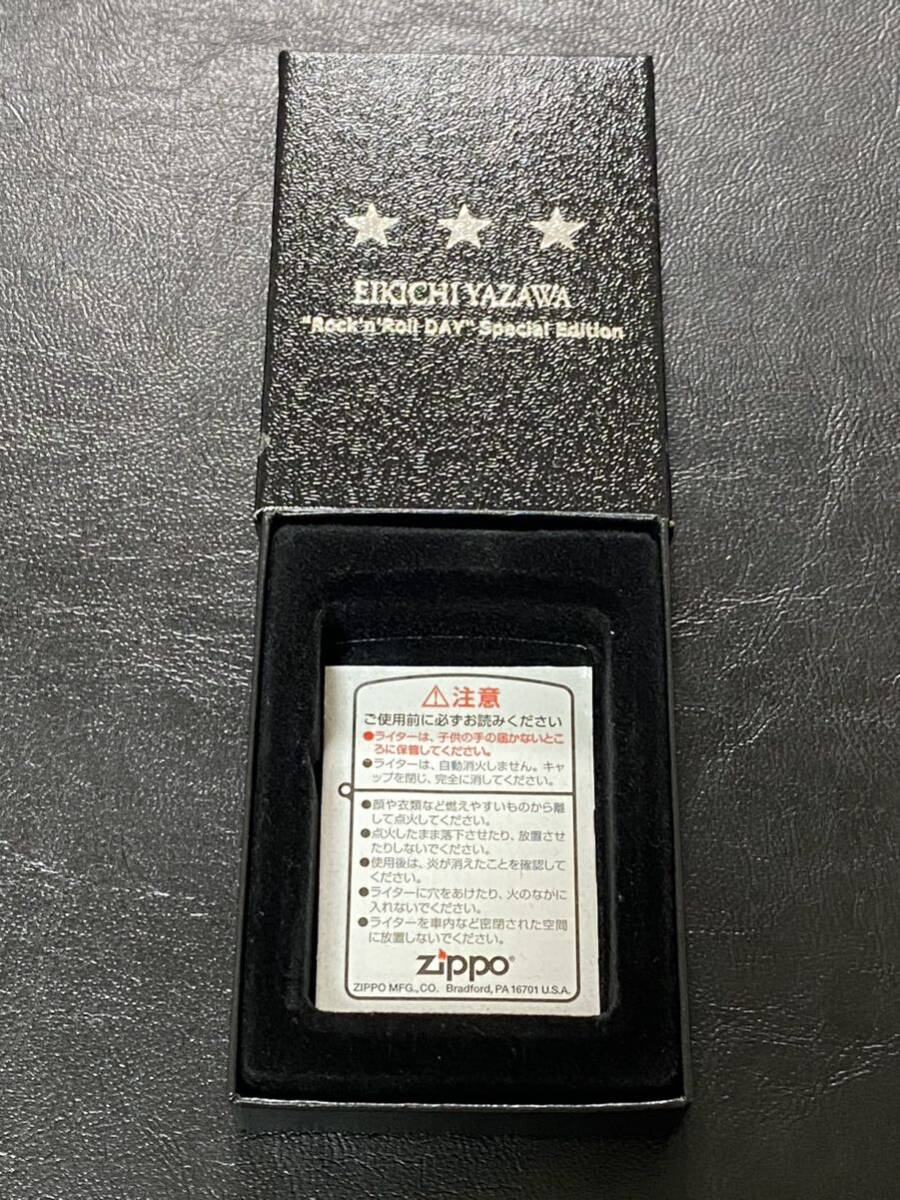 EIKICHI YAZAWA
"Rock'n'Roll DAY" Special Edition
⚠注意
ご使用前に必ずお読みください
●ライターは、子供の手の届かないとこ
ろに保管してください。
●ライターは、自動消火しません。キャ
ップを閉じ、完全に消してください。
●顔や衣類など燃えやすいものから離
して点火してください。
●点火したまま落下させたり、放置させ
たりしないでください。
●使用後は、炎が消えたことを確認して
ください。
●ライターに穴をあけたり、火のなかに
入れないでください。
●ライターを車内など密閉された空間
に放置しないでください。
zippo®
ZIPPO MFG.,CO. Bradford, PA 16701 U.S.A.